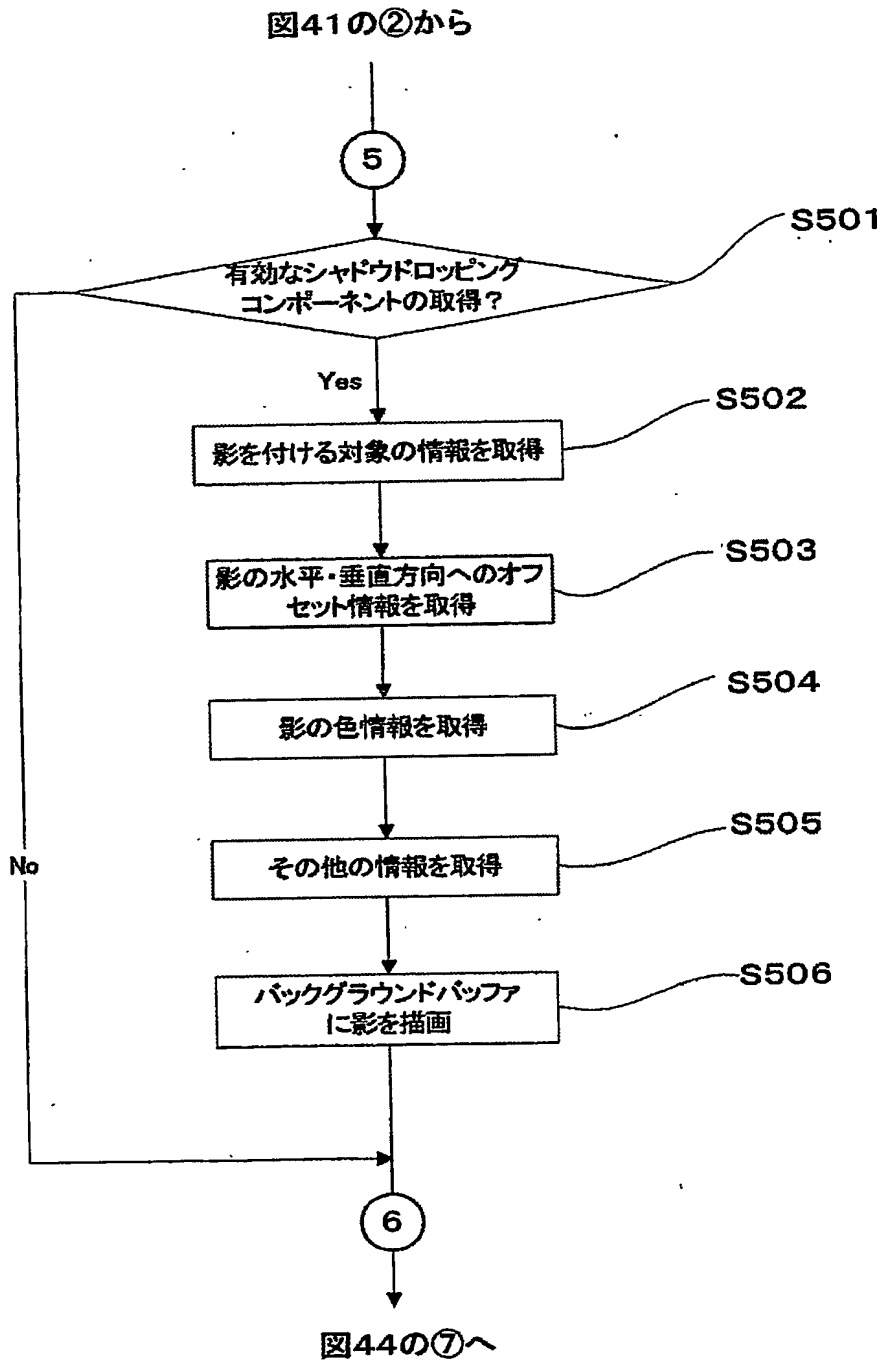 図41の②から
5
S501
有効なシャドウドロッピング
コンポーネントの取得？
Yes
S502
影を付ける対象の情報を取得
S503
影の水平・垂直方向へのオフ
セット情報を取得
S504
影の色情報を取得
S505
その他の情報を取得
No
S506
バックグラウンドバッファ
に影を描画
6
図44の⑦へ